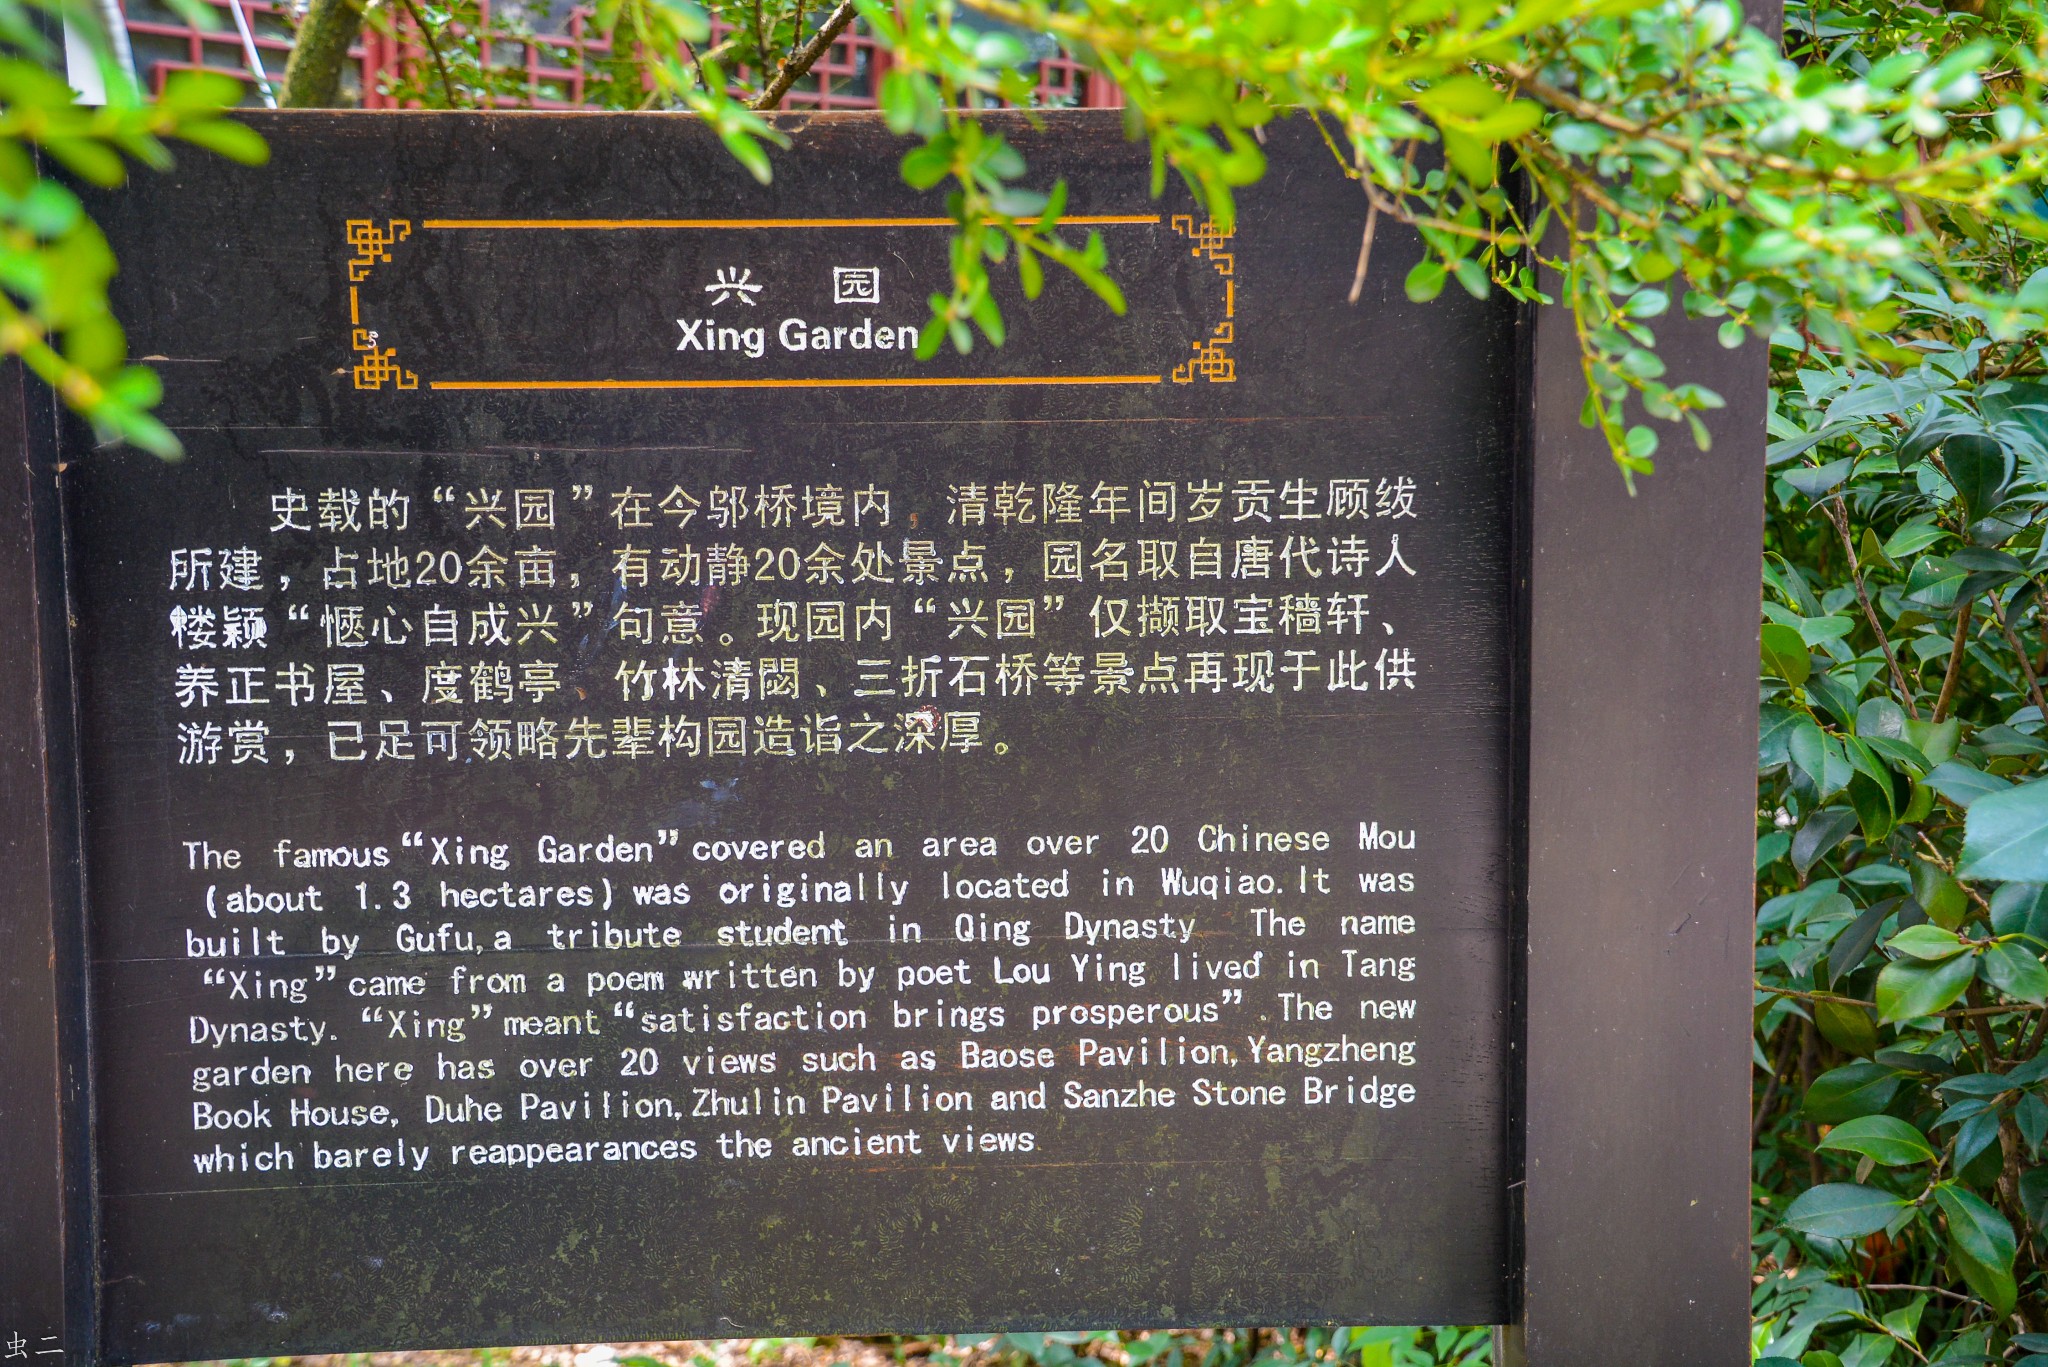 兴园
Xing Garden
史载的“兴园”在今邬桥境内，清乾隆年间岁贡生顾绂
所建，占地20余亩，有动静20余处景点，园名取自唐代诗人
楼颖“惬心自成兴”句意。现园内“兴园”仅撷取宝穑轩、
养正书屋、度鹤亭、竹林清閟、三折石桥等景点再现于此供
游赏，已足可领略先辈构园造诣之深厚。
The famous“Xing Garden”covered an area over 20 Chinese Mou
(about 1.3 hectares) was originally located in Wuqiao.It was
built by Gufu,a tribute student in Qing Dynasty The name
“Xing”came from a poem written by poet Lou Ying lived in Tang
Dynasty. “Xing”meant“satisfaction brings prosperous”.The new
garden here has over 20 views such as Baose Pavilion,Yangzheng
Book House, Duhe Pavilion,Zhulin Pavilion and Sanzhe Stone Bridge
which barely reappearances the ancient views
虫二